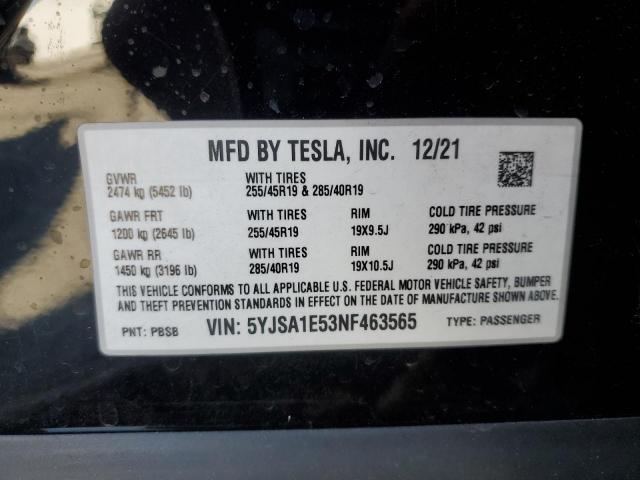 MFD BY TESLA, INC. 12/21
GVWR WITH TIRES
2474 kg (5452 lb) 255/45R19 & 285/40R19
GAWR FRT WITH TIRES RIM COLD TIRE PRESSURE
1200 kg (2645 lb) 255/45R19 19X9.5J 290 kPa, 42 psi
GAWR RR WITH TIRES RIM COLD TIRE PRESSURE
1450 kg (3196 lb) 285/40R19 19X10.5J 290 kPa, 42 psi
THIS VEHICLE CONFORMS TO ALL APPLICABLE U.S. FEDERAL MOTOR VEHICLE SAFETY, BUMPER
AND THEFT PREVENTION STANDARDS IN EFFECT ON THE DATE OF MANUFACTURE SHOWN ABOVE.
PNT: PBSB VIN: 5YJSA1E53NF463565 TYPE: PASSENGER